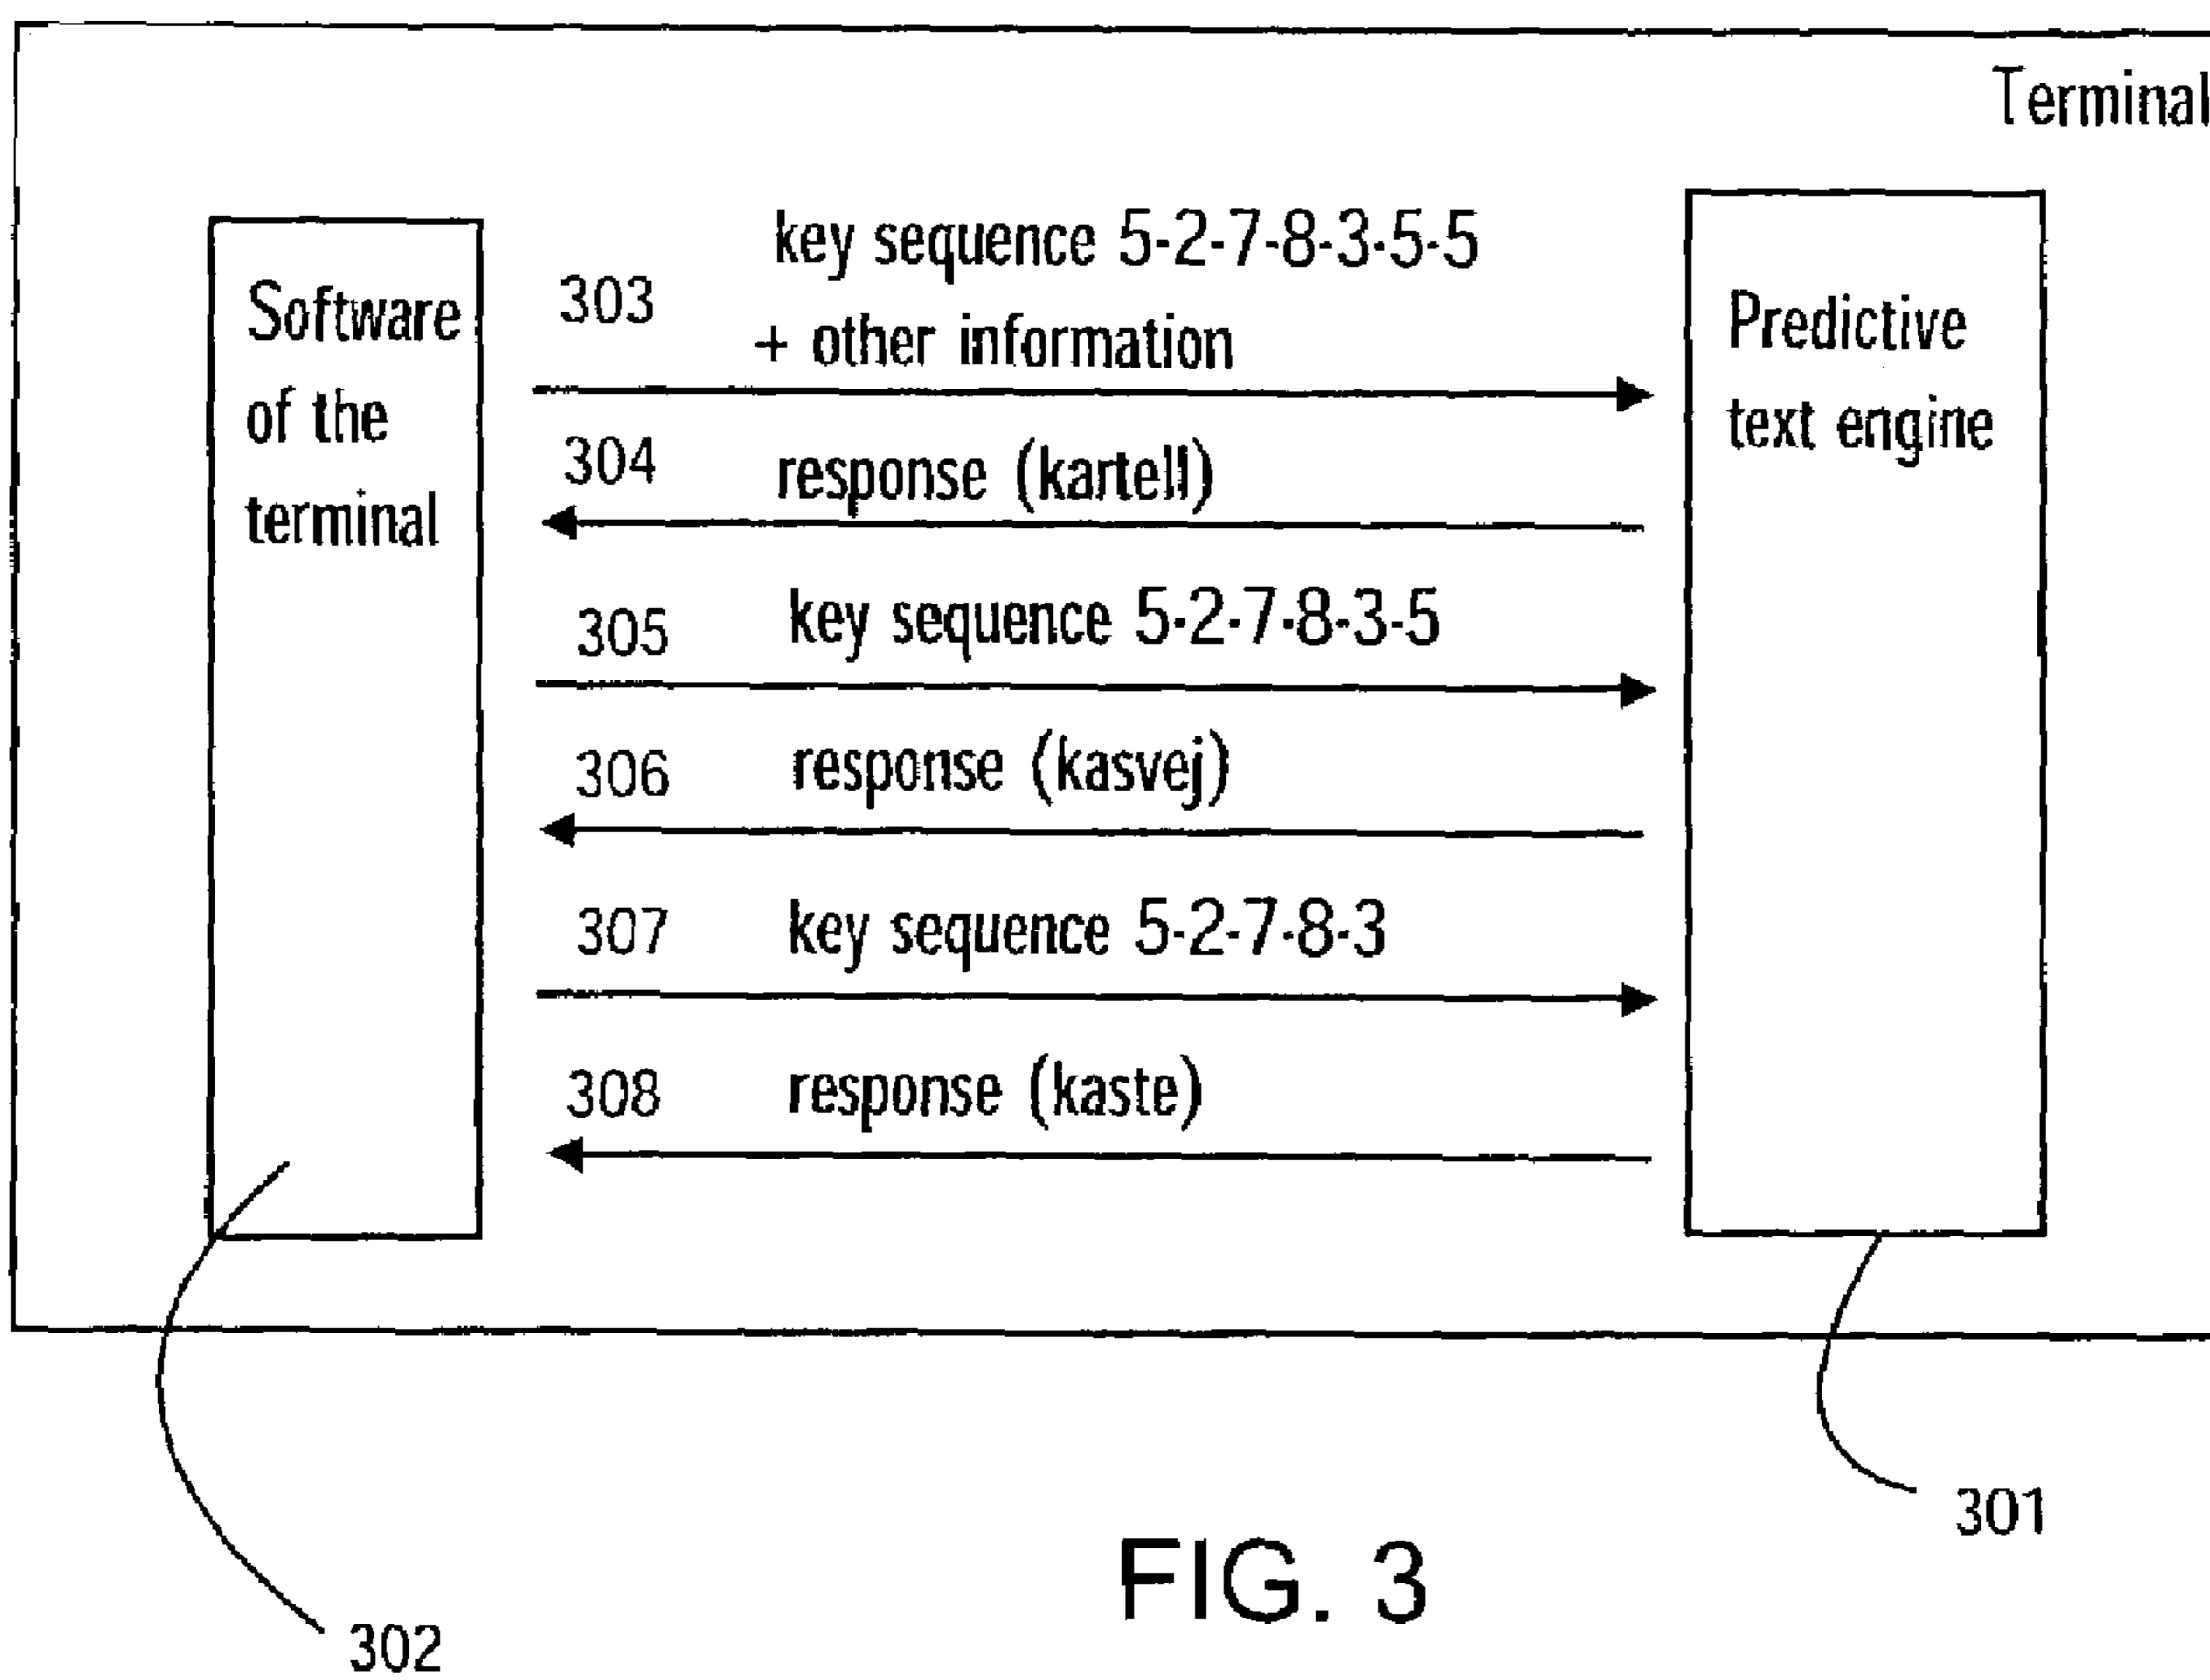 Terminal
Software
of the
terminal
303
key sequence 5-2-7-8-3-5-5
+ other information
304
response (kartell)
305
key sequence 5-2-7-8-3-5
306
response (kasvej)
307
key sequence 5-2-7-8-3
308
response (kaste)
Predictive
text engine
301
302
FIG. 3